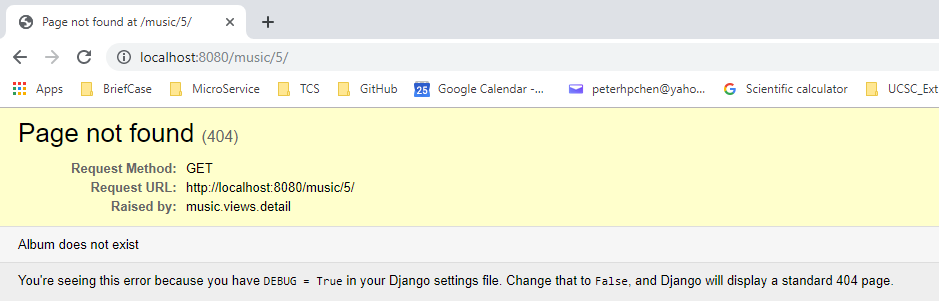 Page not found at /music/5/
localhost:8080/music/5/
Apps BriefCase MicroService TCS GitHub 25 Google Calendar -... peterhpchen@yaho... G Scientific calculator UCSC_Ext
Page not found (404)
Request Method: GET
Request URL: http://localhost:8080/music/5/
Raised by: music.views.detail
Album does not exist
You're seeing this error because you have DEBUG = True in your Django settings file. Change that to False, and Django will display a standard 404 page.